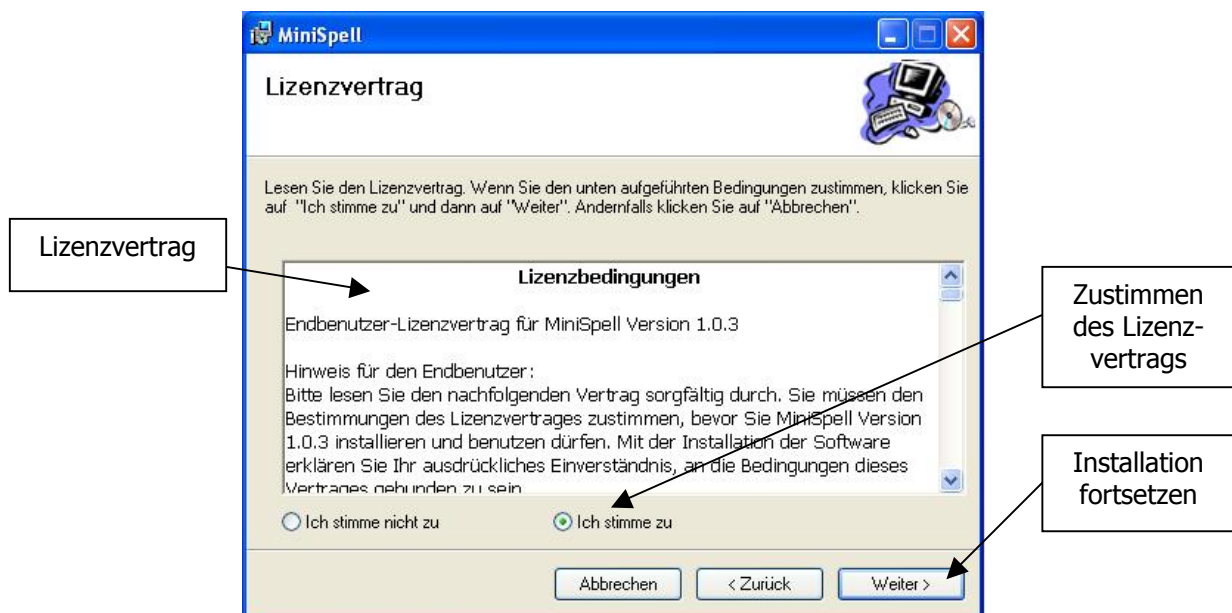 MiniSpell
Lizenzvertrag
Lesen Sie den Lizenzvertrag. Wenn Sie den unten aufgeführten Bedingungen zustimmen, klicken Sie
auf "Ich stimme zu" und dann auf "Weiter". Andernfalls klicken Sie auf "Abbrechen".
Lizenzvertrag
Lizenzbedingungen
Endbenutzer-Lizenzvertrag für MiniSpell Version 1.0.3
Hinweis für den Endbenutzer:
Bitte lesen Sie den nachfolgenden Vertrag sorgfältig durch. Sie müssen den
Bestimmungen des Lizenzvertrages zustimmen, bevor Sie MiniSpell Version
1.0.3 installieren und benutzen dürfen. Mit der Installation der Software
erklären Sie Ihr ausdrückliches Einverständnis, an die Bedingungen dieses
Vertrages gebunden zu sein
Zustimmen
des Lizenz-
vertrags
Ich stimme nicht zu
Ich stimme zu
Installation
fortsetzen
Abbrechen
< Zurück
Weiter >